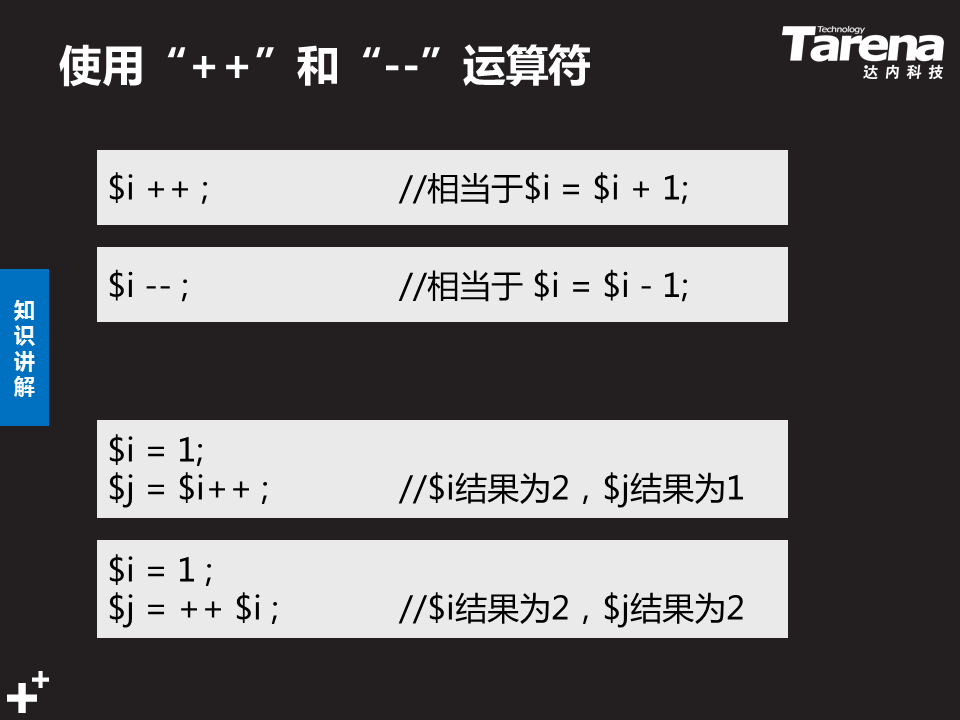 使用“++”和“--”运算符
Technology
Tarena
达内科技
$i ++ ; //相当于$i = $i + 1;
$i -- ; //相当于 $i = $i - 1;
知
识
讲
解
$i = 1;
$j = $i++ ; //$i结果为2，$j结果为1
$i = 1 ;
$j = ++ $i ; //$i结果为2，$j结果为2